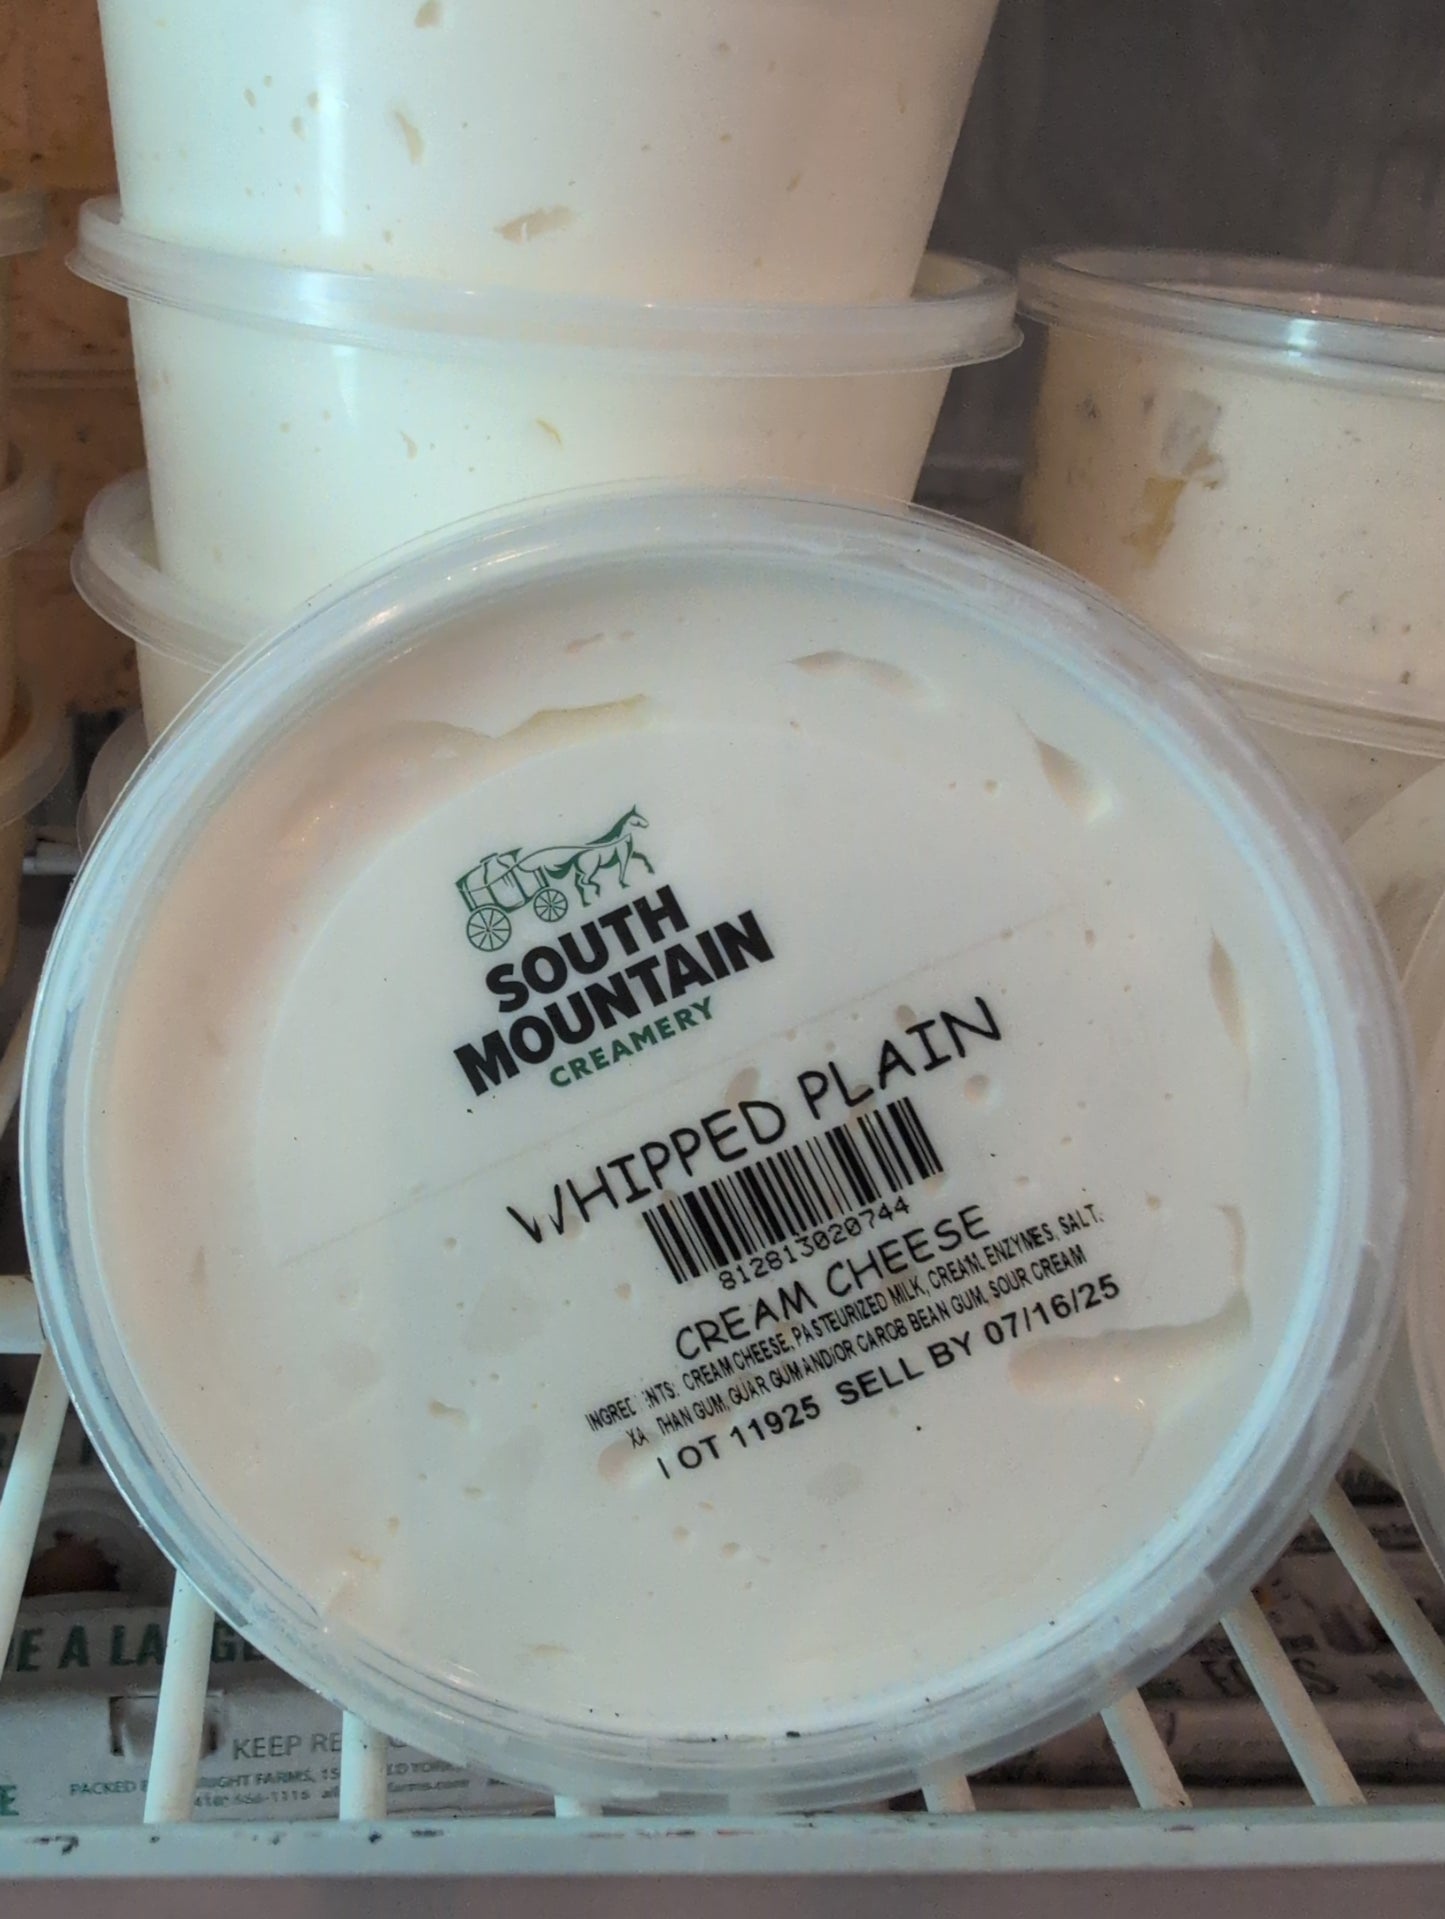 SOUTH
MOUNTAIN
CREAMERY
WHIPPED PLAIN
812813020744
CREAM CHEESE
CREAM CHEESE, PASTEURIZED MILK, CREAM, ENZYMES, SALT.
GUM, GUAR GUM AND/OR CAROB BEAN GUM, SOUR CREAM
OT 11925 SELL BY 07/16/25
A
KEEP
PACKED
FARMS,